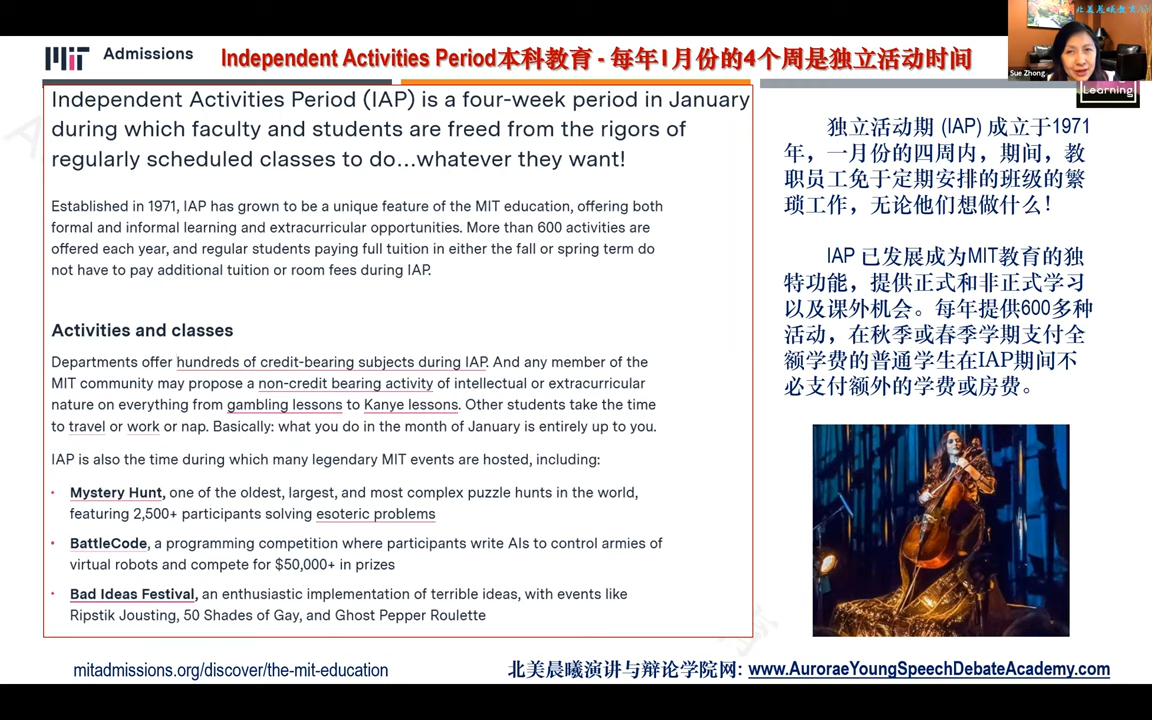 MIT Admissions
Independent Activities Period本科教育 - 每年1月份的4个周是独立活动时间
北美晨曦教育
Sue Zhong
Learning
Independent Activities Period (IAP) is a four-week period in January
during which faculty and students are freed from the rigors of
regularly scheduled classes to do…whatever they want!
Established in 1971, IAP has grown to be a unique feature of the MIT education, offering both
formal and informal learning and extracurricular opportunities. More than 600 activities are
offered each year, and regular students paying full tuition in either the fall or spring term do
not have to pay additional tuition or room fees during IAP.
Activities and classes
Departments offer hundreds of credit-bearing subjects during IAP. And any member of the
MIT community may propose a non-credit bearing activity of intellectual or extracurricular
nature on everything from gambling lessons to Kanye lessons. Other students take the time
to travel or work or nap. Basically: what you do in the month of January is entirely up to you.
IAP is also the time during which many legendary MIT events are hosted, including:
• Mystery Hunt, one of the oldest, largest, and most complex puzzle hunts in the world,
featuring 2,500+ participants solving esoteric problems
• BattleCode, a programming competition where participants write AIs to control armies of
virtual robots and compete for $50,000+ in prizes
• Bad Ideas Festival, an enthusiastic implementation of terrible ideas, with events like
Ripstik Jousting, 50 Shades of Gay, and Ghost Pepper Roulette
独立活动期 (IAP) 成立于1971
年，一月份的四周内，期间，教
职员工免于定期安排的班级的繁
琐工作，无论他们想做什么！
IAP 已发展成为MIT教育的独
特功能，提供正式和非正式学习
以及课外机会。每年提供600多种
活动，在秋季或春季学期支付全
额学费的普通学生在IAP期间不
必支付额外的学费或房费。
mitadmissions.org/discover/the-mit-education
北美晨曦演讲与辩论学院网: www.AuroraeYoungSpeechDebateAcademy.com